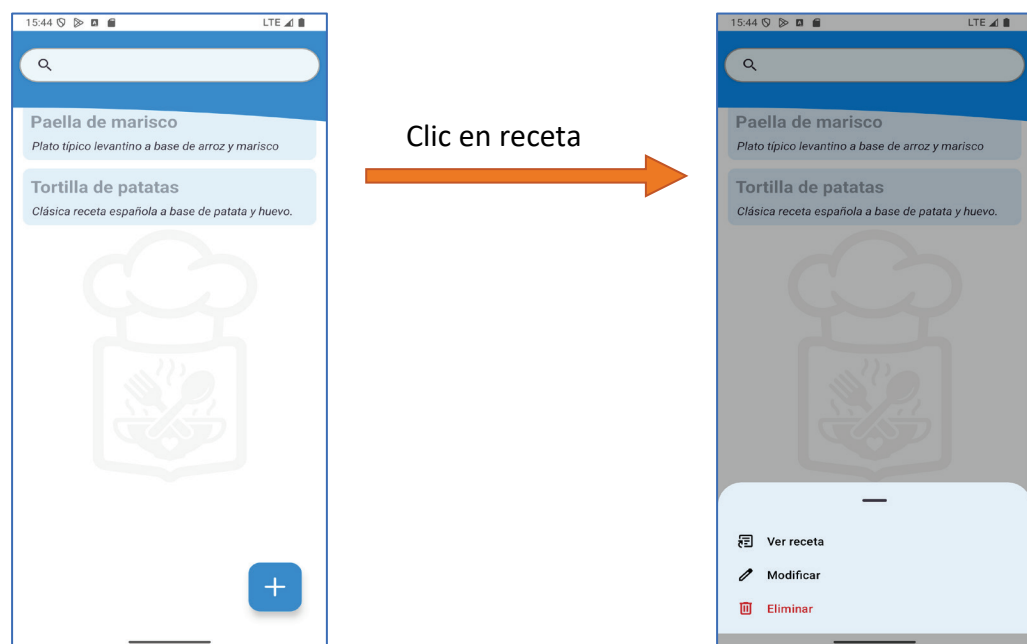 15:44 LTE
Paella de marisco
Plato típico levantino a base de arroz y marisco
Tortilla de patatas
Clásica receta española a base de patata y huevo.
Clic en receta
15:44 LTE
Paella de marisco
Plato típico levantino a base de arroz y marisco
Tortilla de patatas
Clásica receta española a base de patata y huevo.
Ver receta
Modificar
Eliminar